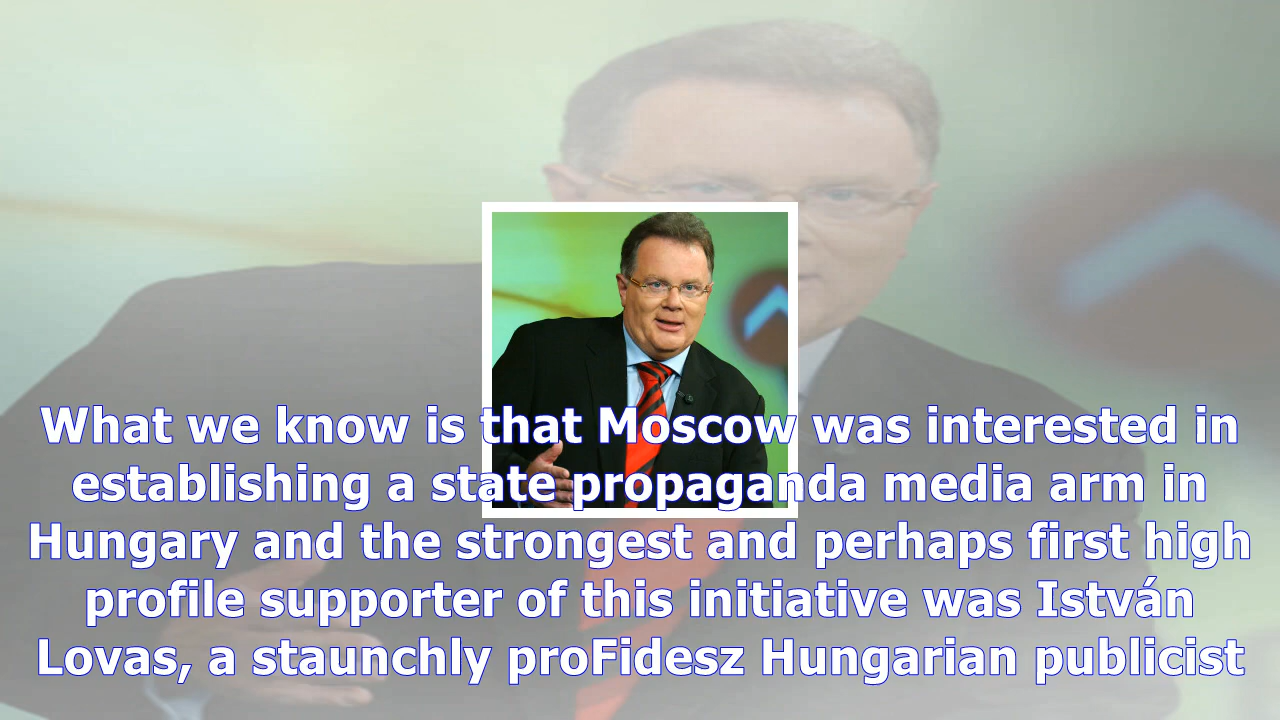 What we know is that Moscow was interested in
establishing a state propaganda media arm in
Hungary and the strongest and perhaps first high
profile supporter of this initiative was István
Lovas, a staunchly proFidesz Hungarian publicist